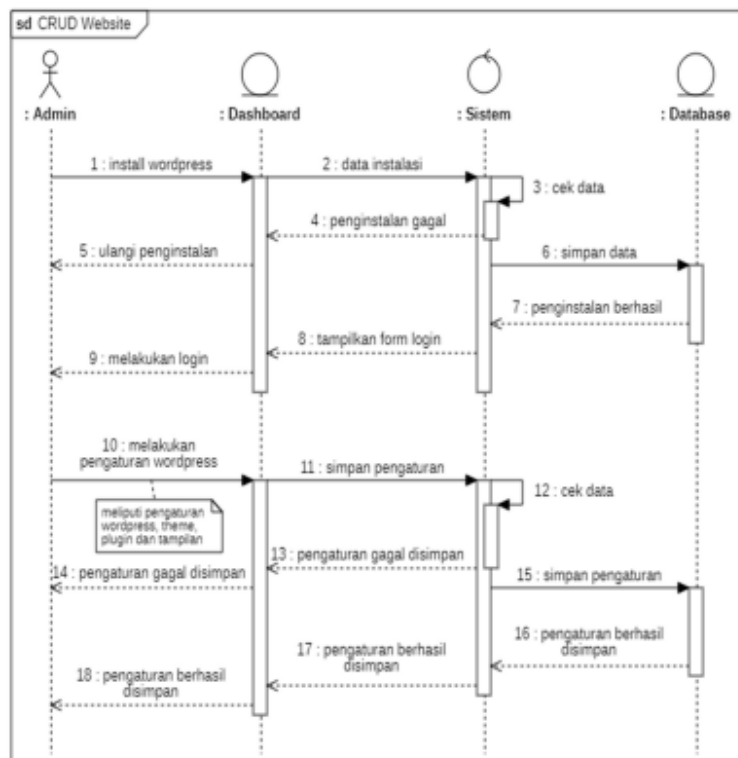 sd CRUD Website
: Admin
: Dashboard
: Sistem
: Database
1 : install wordpress
2 : data instalasi
3 : cek data
4 : penginstalan gagal
5 : ulangi penginstalan
6 : simpan data
7 : penginstalan berhasil
8 : tampilkan form login
9 : melakukan login
10 : melakukan
pengaturan wordpress
11 : simpan pengaturan
12 : cek data
meliputi pengaturan
wordpress, theme,
plugin dan tampilan
13 : pengaturan gagal disimpan
14 : pengaturan gagal disimpan
15 : simpan pengaturan
16 : pengaturan berhasil
disimpan
17 : pengaturan berhasil
disimpan
18 : pengaturan berhasil
disimpan